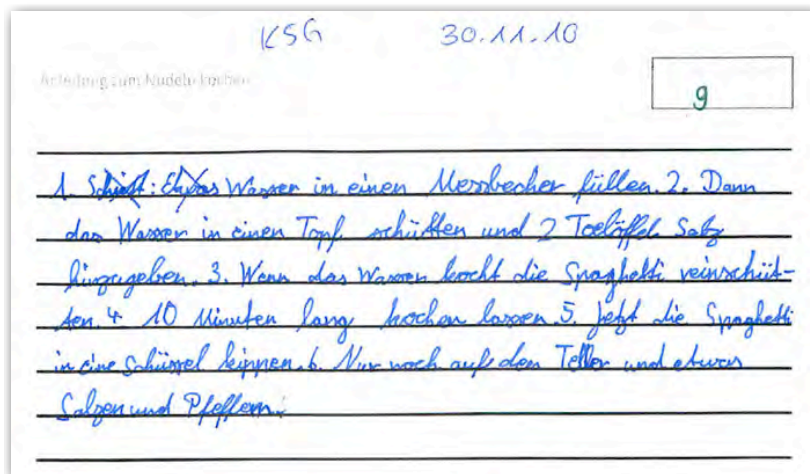 KSG 30.11.10
Anleitung zum Nudeln kochen
9
1. Schritt: Etwas Wasser in einen Messbecher füllen. 2. Dann
das Wasser in einen Topf schütten und 2 Teelöffel Salz
hinzugeben. 3. Wenn das Wasser kocht die Spaghetti reinschüt-
ten. 4. 10 Minuten lang kochen lassen. 5. Jetzt die Spaghetti
in eine Schüssel kippen. 6. Nur noch auf den Teller und etwas
Salzen und Pfeffern.